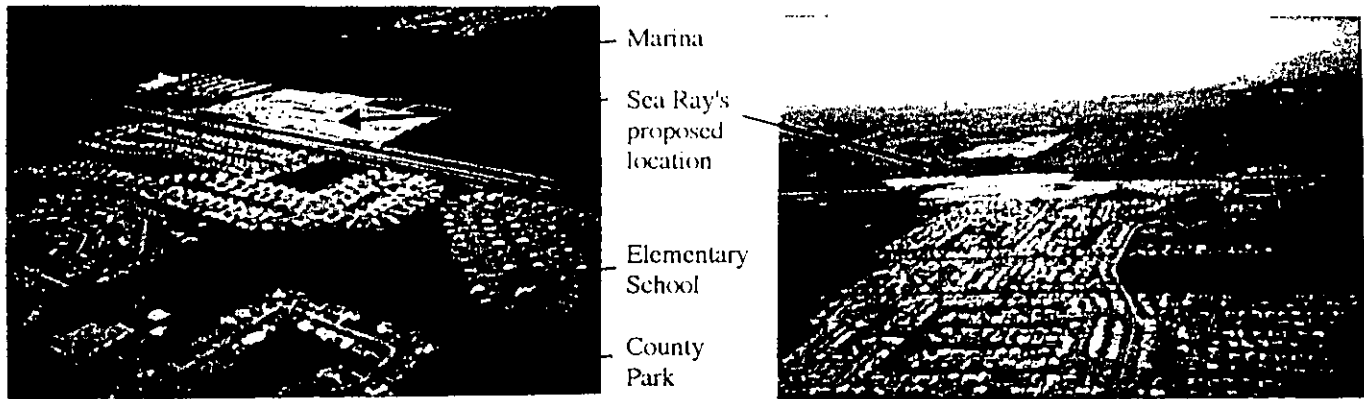 Marina
Sea Ray's
proposed
location
Elementary
School
County
Park